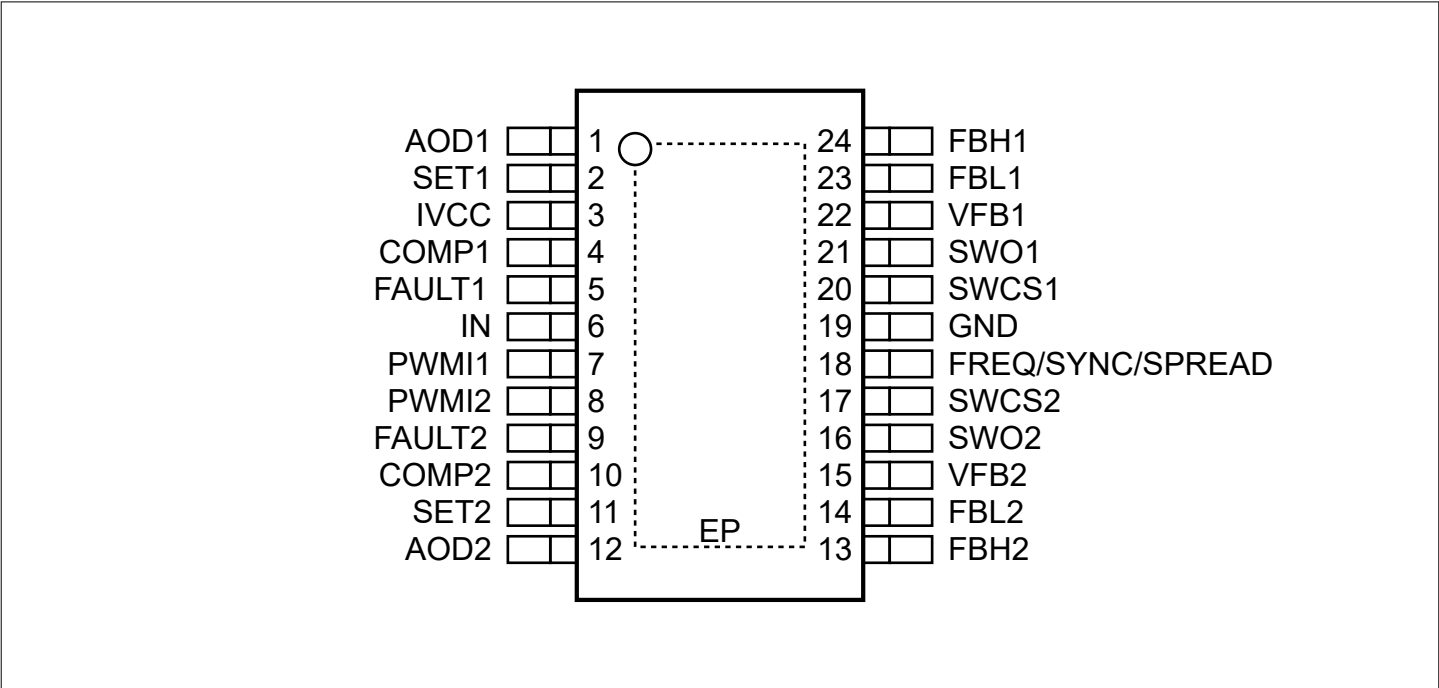 AOD1 1 24 FBH1
SET1 2 23 FBL1
IVCC 3 22 VFB1
COMP1 4 21 SWO1
FAULT1 5 20 SWCS1
IN 6 19 GND
PWMI1 7 18 FREQ/SYNC/SPREAD
PWMI2 8 17 SWCS2
FAULT2 9 16 SWO2
COMP2 10 15 VFB2
SET2 11 14 FBL2
EP
AOD2 12 13 FBH2